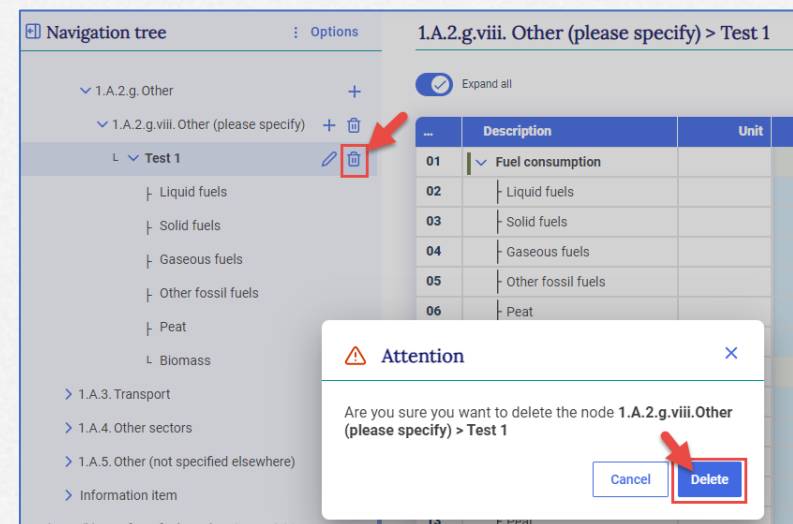 Navigation tree
Options
1.A.2.g. Other
1.A.2.g.viii. Other (please specify)
Test 1
Liquid fuels
Solid fuels
Gaseous fuels
Other fossil fuels
Peat
Biomass
1.A.3. Transport
1.A.4. Other sectors
1.A.5. Other (not specified elsewhere)
Information item
1.A.2.g.viii. Other (please specify) > Test 1
Expand all
... Description Unit
01 Fuel consumption
02 Liquid fuels
03 Solid fuels
04 Gaseous fuels
05 Other fossil fuels
06 Peat
Attention
Are you sure you want to delete the node 1.A.2.g.viii.Other
(please specify) > Test 1
Cancel Delete
13 Peat